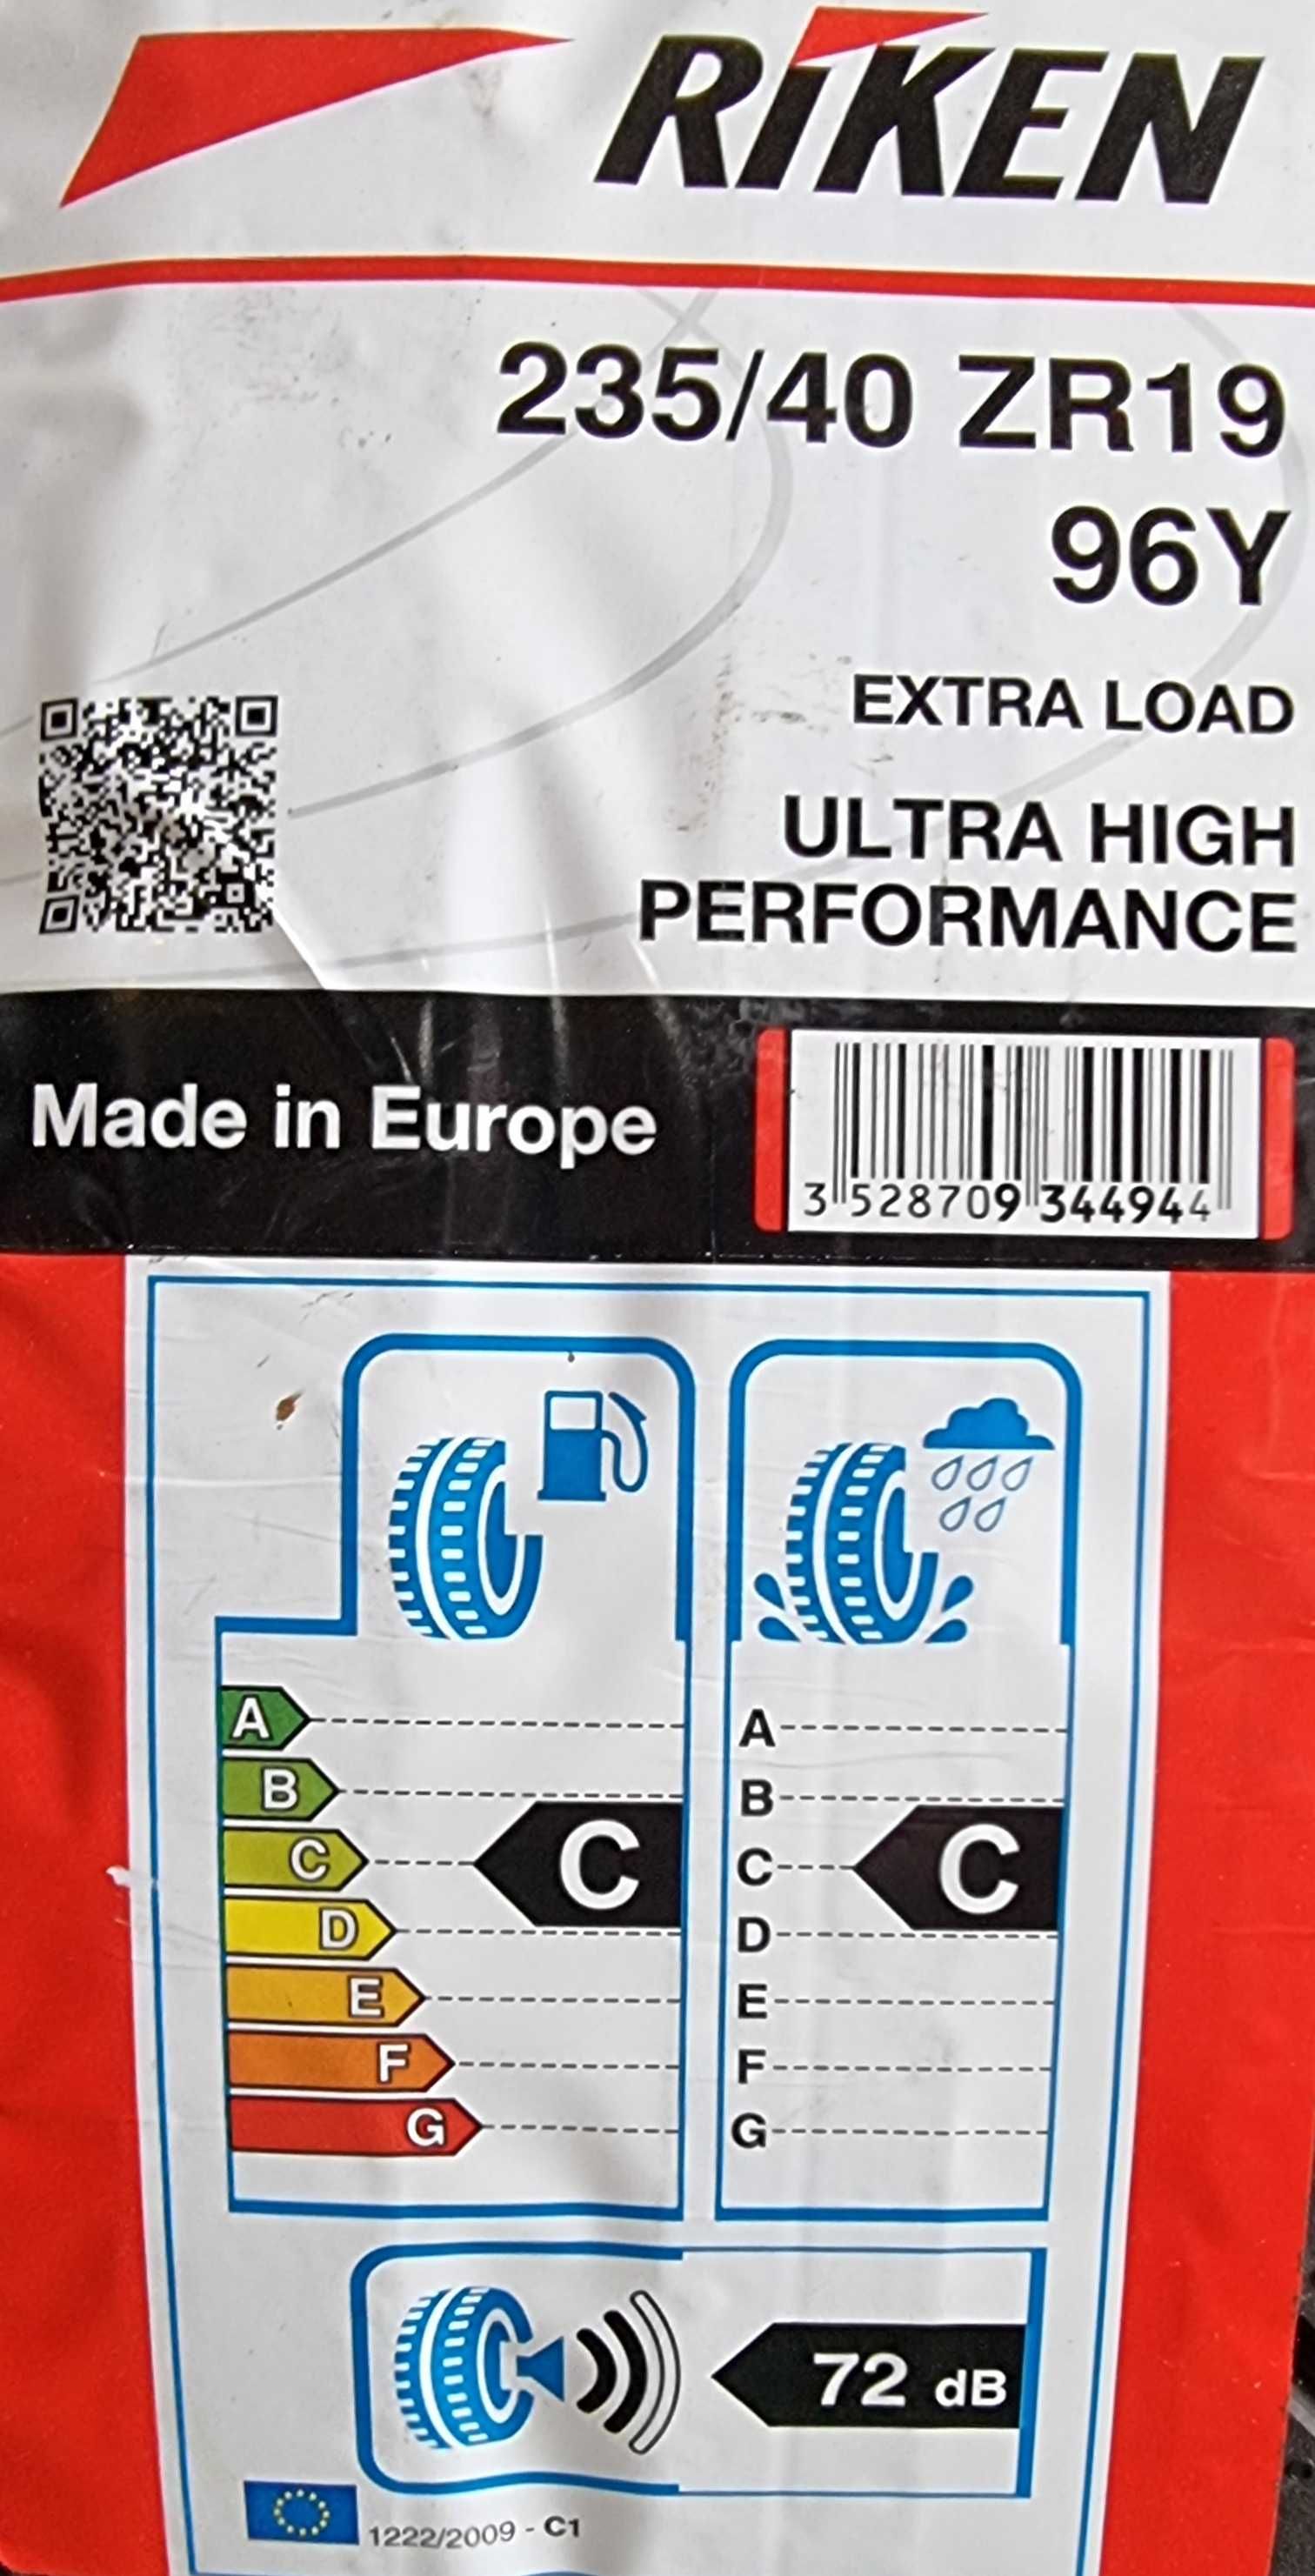 RIKEN
235/40 ZR19
96Y
EXTRA LOAD
ULTRA HIGH
PERFORMANCE
Made in Europe
3 528709 344944
A
B
C
D
E
F
G
C
A
B
C
D
E
F
G
C
72 dB
1222/2009 - C1